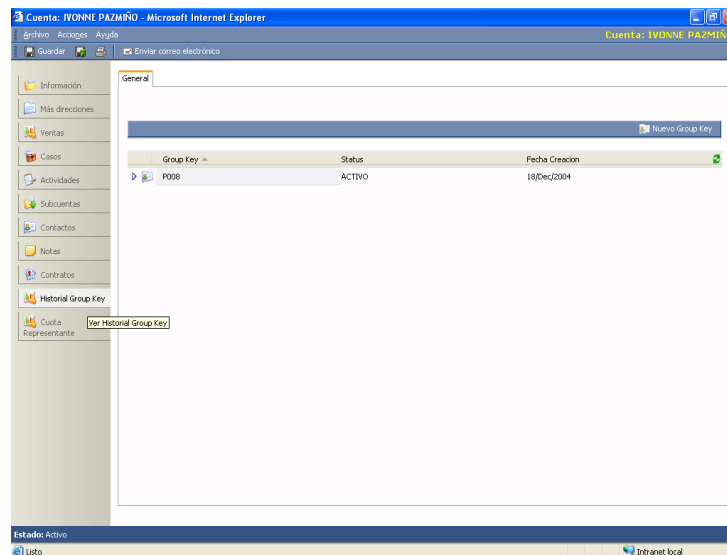 Cuenta: IVONNE PAZMIÑO - Microsoft Internet Explorer
Archivo Acciones Ayuda
Cuenta: IVONNE PAZMIÑ
Guardar
Enviar correo electrónico
Información
Más direcciones
Ventas
Casos
Actividades
Subcuentas
Contactos
Notas
Contratos
Historial Group Key
Cuota
Representante
Ver Historial Group Key
General
Nuevo Group Key
Group Key Status Fecha Creacion
P008 ACTIVO 18/Dec/2004
Estado: Activo
Listo
Intranet local